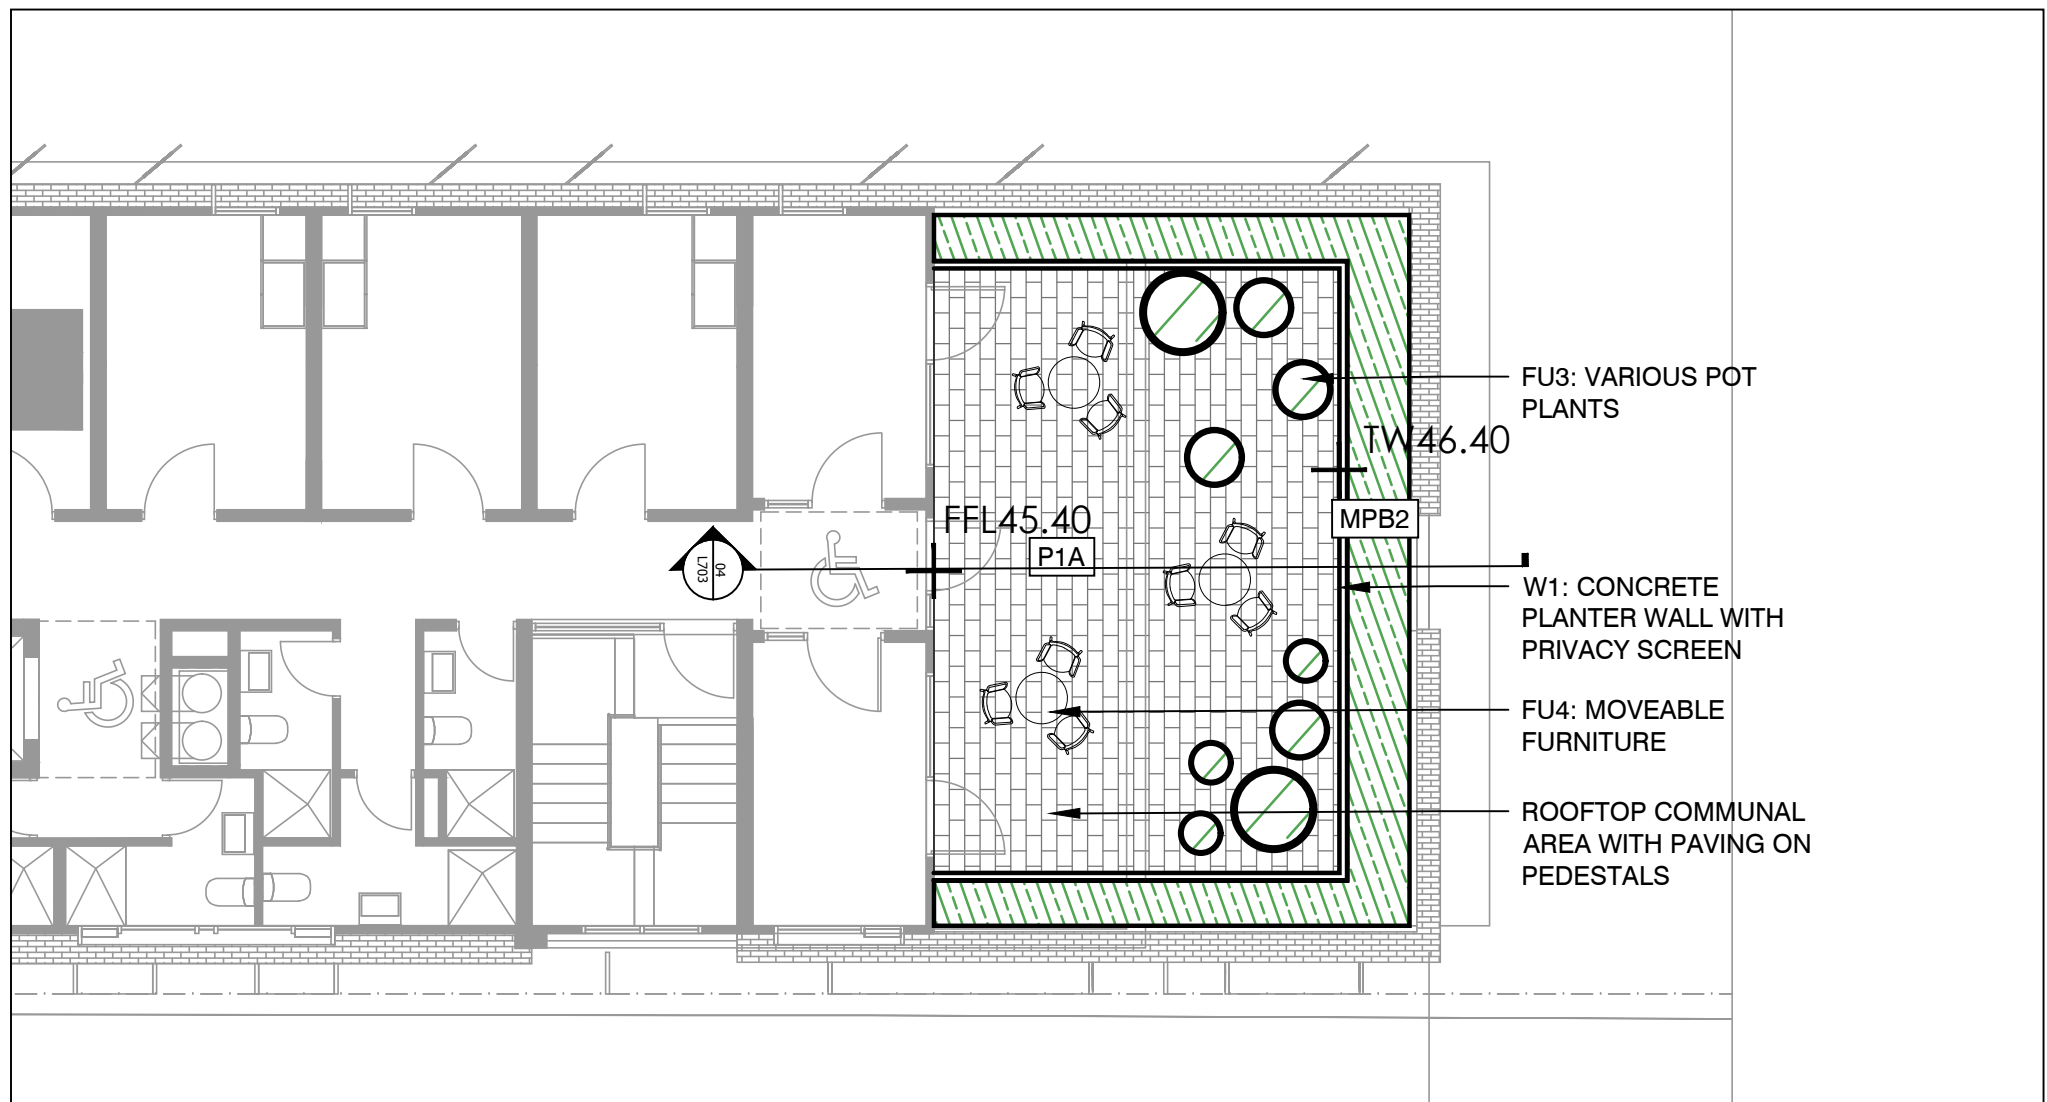 FU3: VARIOUS POT
PLANTS
TW46.40
FFL45.40
MPB2
P1A
04
L703
W1: CONCRETE
PLANTER WALL WITH
PRIVACY SCREEN
FU4: MOVEABLE
FURNITURE
ROOFTOP COMMUNAL
AREA WITH PAVING ON
PEDESTALS